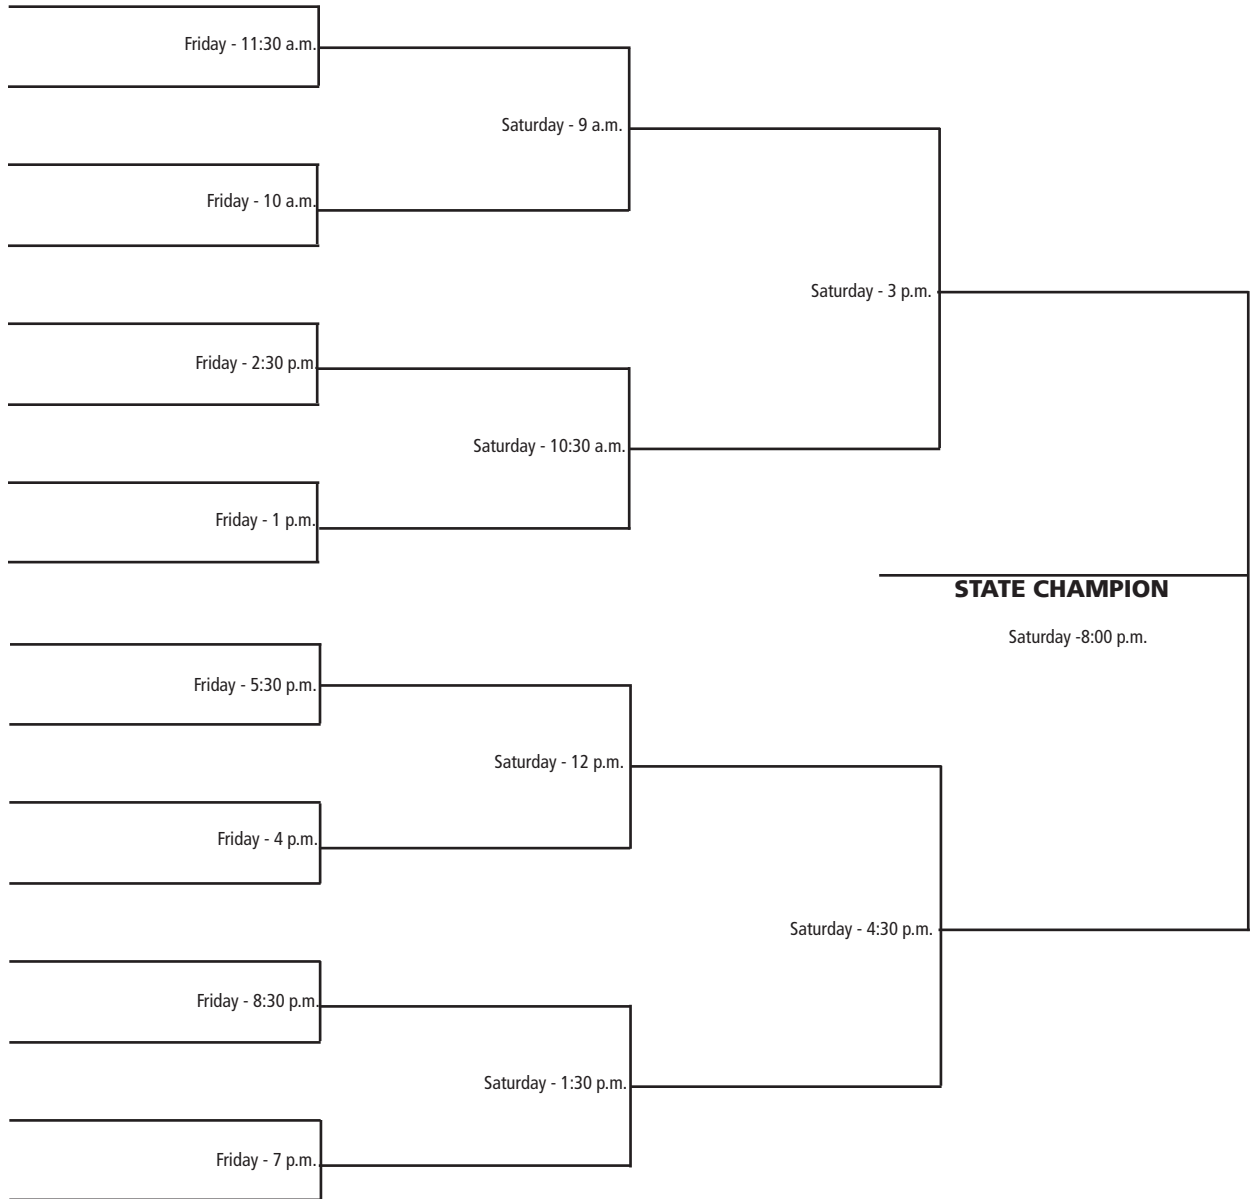 Friday - 11:30 a.m.
Saturday - 9 a.m.
Friday - 10 a.m.
Saturday - 3 p.m.
Friday - 2:30 p.m.
Saturday - 10:30 a.m.
Friday - 1 p.m.
STATE CHAMPION
Saturday -8:00 p.m.
Friday - 5:30 p.m.
Saturday - 12 p.m.
Friday - 4 p.m.
Saturday - 4:30 p.m.
Friday - 8:30 p.m.
Saturday - 1:30 p.m.
Friday - 7 p.m.